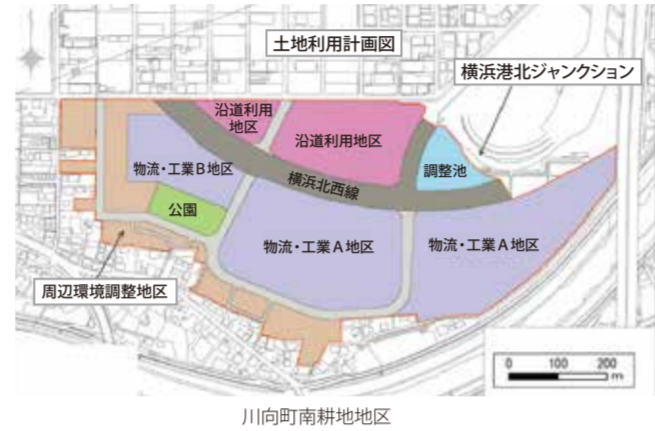 土地利用計画図
横浜港北ジャンクション
沿道利用
地区
沿道利用地区
物流・工業B地区
横浜北西線
調整池
公園
物流・工業A地区
物流・工業A地区
周辺環境調整地区
0 100 200
m
川向町南耕地地区